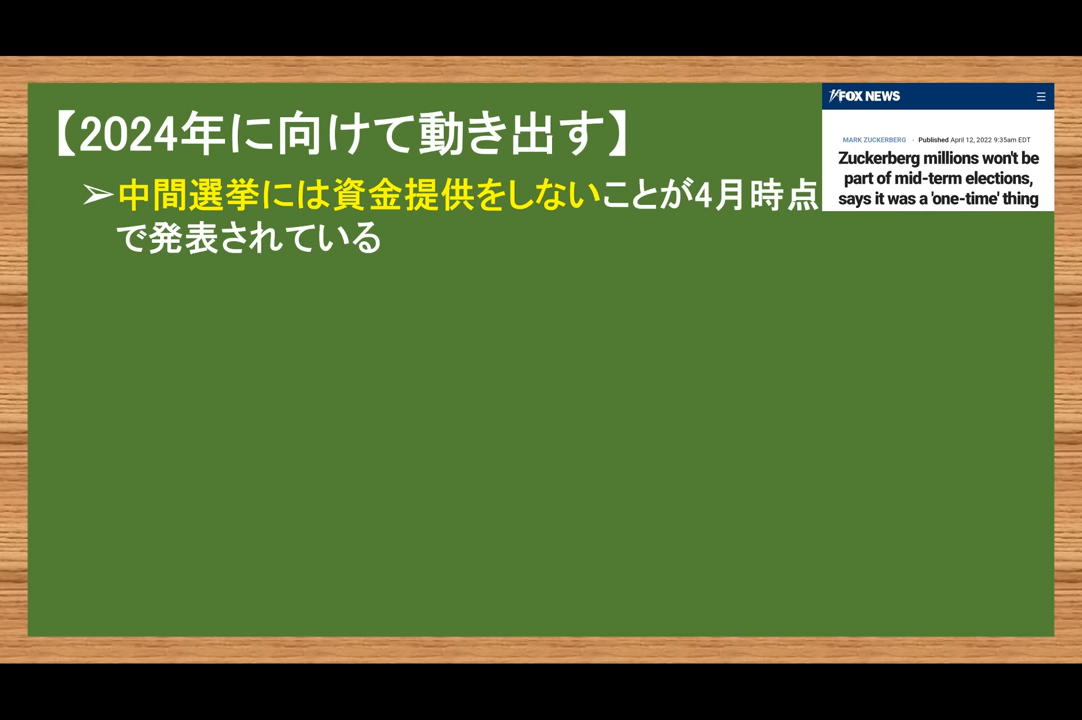 【2024年に向けて動き出す】
➢中間選挙には資金提供をしないことが4月時点
で発表されている
FOX NEWS
MARK ZUCKERBERG · Published April 12, 2022 9:35am EDT
Zuckerberg millions won't be
part of mid-term elections,
says it was a 'one-time' thing